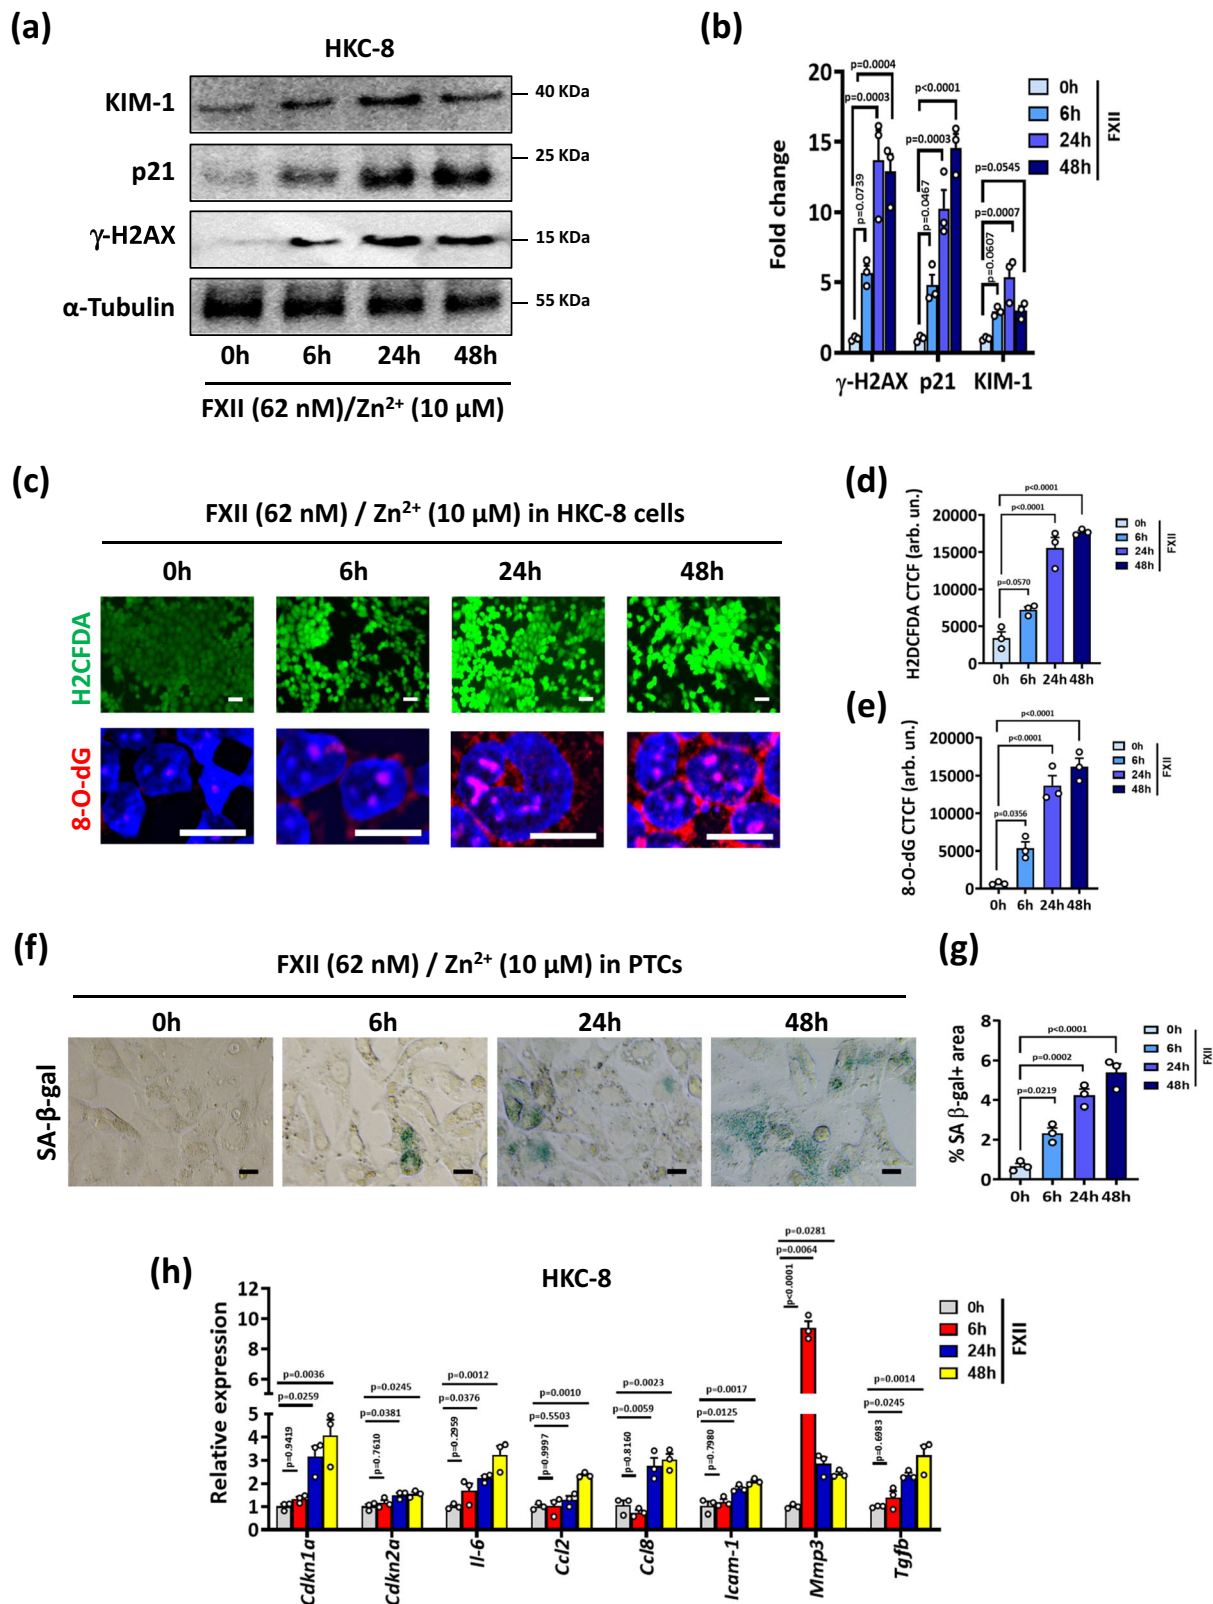 (a)
HKC-8
KIM-1
40 KDa
p21
25 KDa
γ-H2AX
15 KDa
α-Tubulin
55 KDa
0h 6h 24h 48h
FXII (62 nM)/Zn²⁺ (10 μM)
(b)
Fold change
20
15
10
5
0
p=0.0004
p=0.0003
p=0.0739
p<0.0001
p=0.0003
p=0.0467
p=0.0545
p=0.0007
p=0.0607
γ-H2AX p21 KIM-1
0h
6h
24h
48h
FXII
(c)
FXII (62 nM) / Zn²⁺ (10 μM) in HKC-8 cells
0h 6h 24h 48h
H2CFDA
8-O-dG
(d)
H2DCFDA CTCF (arb. un.)
20000
15000
10000
5000
0
p<0.0001
p<0.0001
p=0.0570
0h 6h 24h 48h
0h
6h
24h
48h
FXII
(e)
8-O-dG CTCF (arb. un.)
20000
15000
10000
5000
0
p<0.0001
p<0.0001
p=0.0356
0h 6h 24h 48h
0h
6h
24h
48h
FXII
(f)
FXII (62 nM) / Zn²⁺ (10 μM) in PTCs
0h 6h 24h 48h
SA-β-gal
(g)
% SA β-gal+ area
8
6
4
2
0
p<0.0001
p=0.0002
p=0.0219
0h 6h 24h 48h
0h
6h
24h
48h
FXII
(h)
HKC-8
Relative expression
12
10
8
6
5
4
3
2
1
0
p=0.0036
p=0.0259
p=0.9419
p=0.0245
p=0.0381
p=0.7610
p=0.0012
p=0.0376
p=0.2959
p=0.0010
p=0.5503
p=0.9997
p=0.0023
p=0.0059
p=0.8160
p=0.0017
p=0.0125
p=0.7980
p=0.0281
p=0.0064
p<0.0001
p=0.0014
p=0.0245
p=0.6983
Cdkn1a Cdkn2a Il-6 Ccl2 Ccl8 Icam-1 Mmp3 Tgfb
0h
6h
24h
48h
FXII